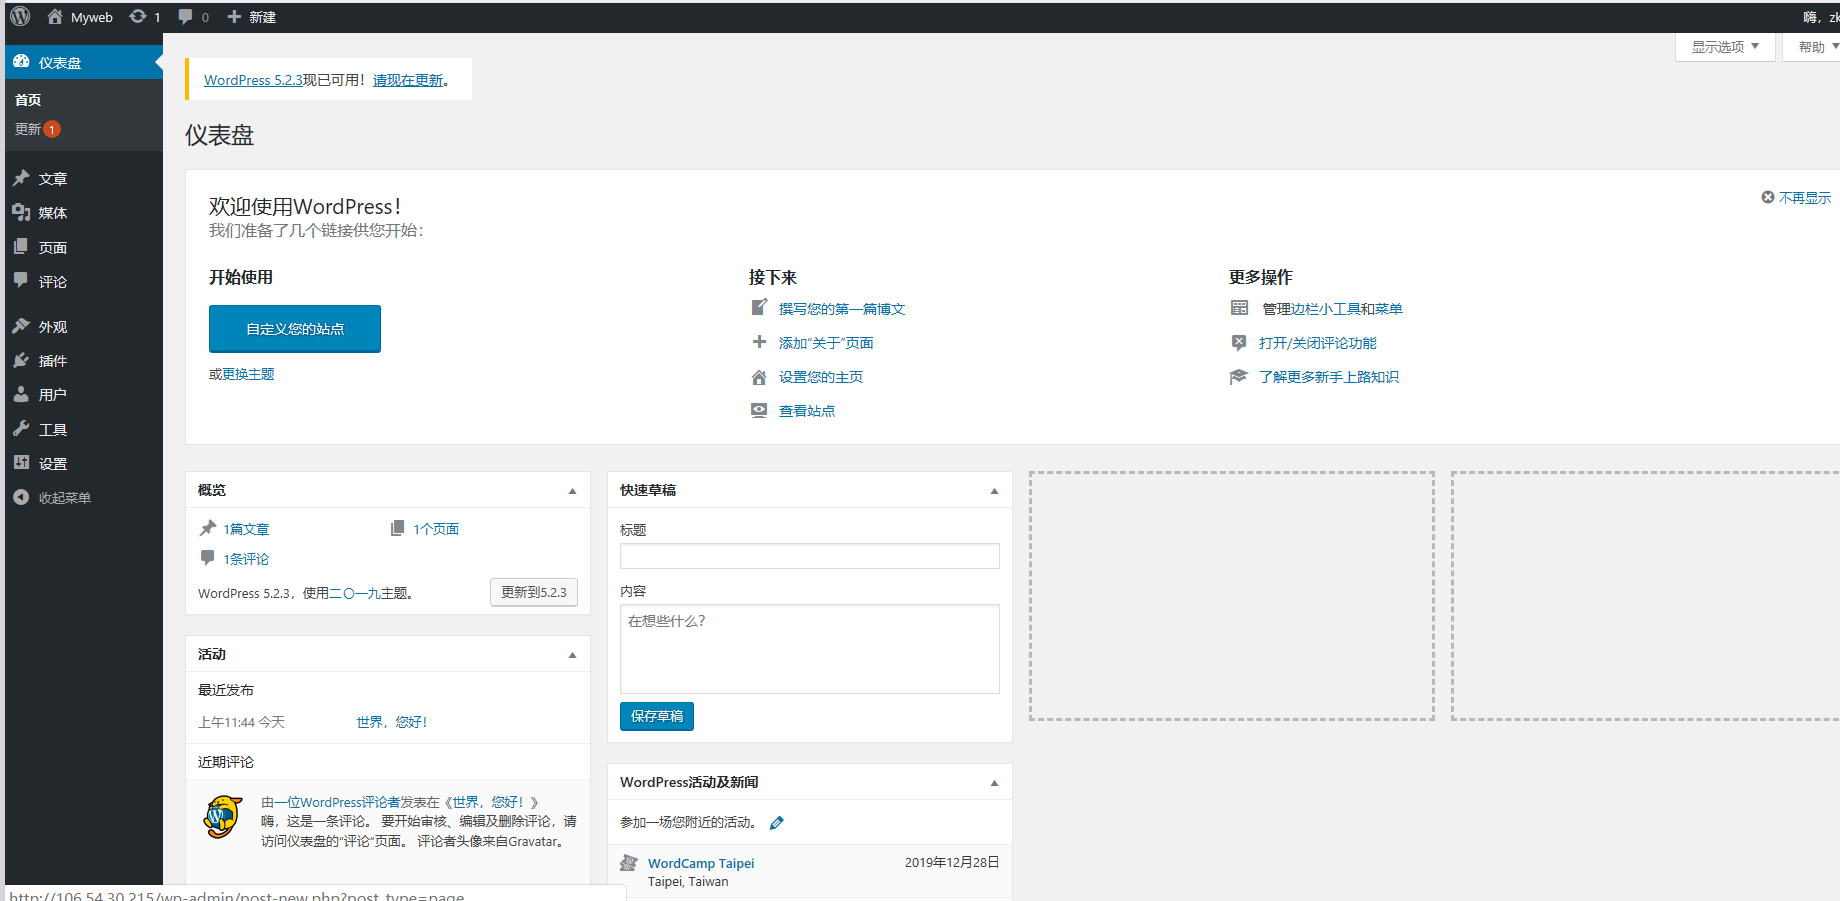 Myweb 1 0 新建 嗨，zk
仪表盘
首页
更新 1
文章
媒体
页面
评论
外观
插件
用户
工具
设置
收起菜单
显示选项 帮助
WordPress 5.2.3现已可用！请现在更新。
仪表盘
欢迎使用WordPress！
不再显示
我们准备了几个链接供您开始：
开始使用
自定义您的站点
或更换主题
接下来
撰写您的第一篇博文
添加“关于”页面
设置您的主页
查看站点
更多操作
管理边栏小工具和菜单
打开/关闭评论功能
了解更多新手上路知识
概览
1篇文章 1个页面
1条评论
WordPress 5.2.3，使用二〇一九主题。 更新到5.2.3
活动
最近发布
上午11:44 今天 世界，您好！
近期评论
由一位WordPress评论者发表在《世界，您好！》
嗨，这是一条评论。 要开始审核、编辑及删除评论，请
访问仪表盘的“评论”页面。 评论者头像来自Gravatar。
快速草稿
标题
内容
在想些什么？
保存草稿
WordPress活动及新闻
参加一场您附近的活动。
WordCamp Taipei 2019年12月28日
Taipei, Taiwan
http://106.54.30.215/wp-admin/post-new.php?post_type=page